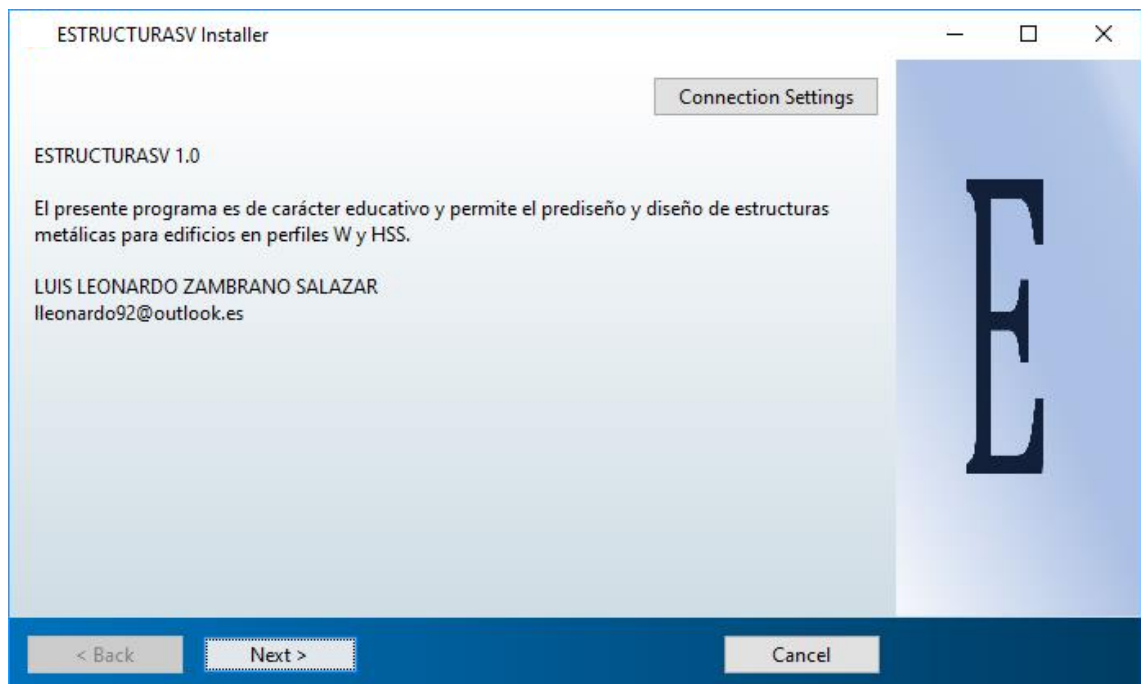 ESTRUCTURASV Installer
Connection Settings
ESTRUCTURASV 1.0
El presente programa es de carácter educativo y permite el prediseño y diseño de estructuras
metálicas para edificios en perfiles W y HSS.
LUIS LEONARDO ZAMBRANO SALAZAR
lleonardo92@outlook.es
E
< Back
Next >
Cancel